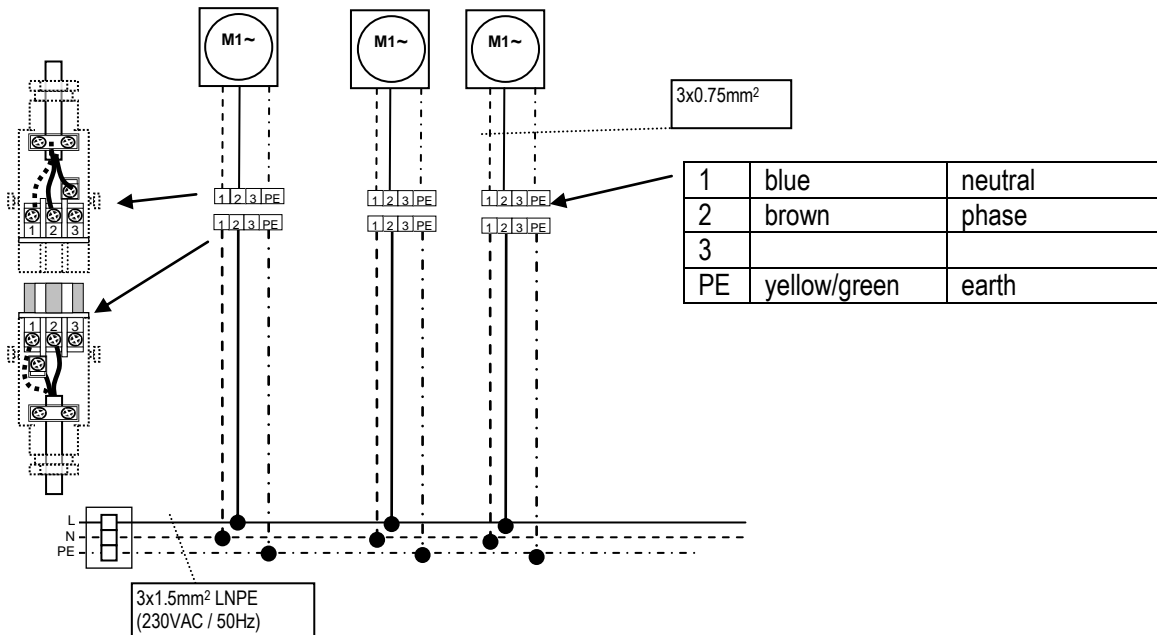 M1~ M1~ M1~
3x0.75mm²
1 2 3 PE 1 2 3 PE 1 2 3 PE
1 2 3 PE 1 2 3 PE 1 2 3 PE
1 2 3
1 2 3
1 blue neutral
2 brown phase
3
PE yellow/green earth
L
N
PE
3x1.5mm² LNPE
(230VAC / 50Hz)